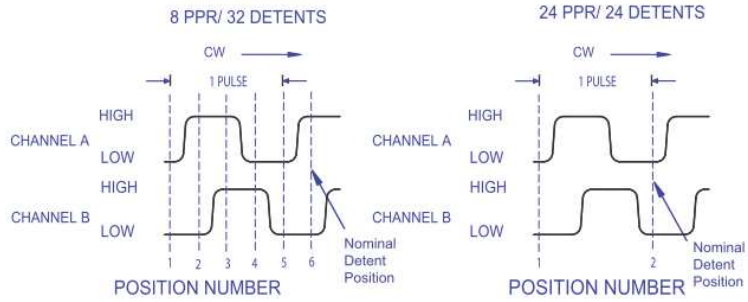 8 PPR/ 32 DETENTS
CW
1 PULSE
HIGH
CHANNEL A
LOW
HIGH
CHANNEL B
LOW
1 2 3 4 5 6
Nominal
Detent
Position
POSITION NUMBER
24 PPR/ 24 DETENTS
CW
1 PULSE
HIGH
CHANNEL A
LOW
HIGH
CHANNEL B
LOW
1 2
Nominal
Detent
Position
POSITION NUMBER